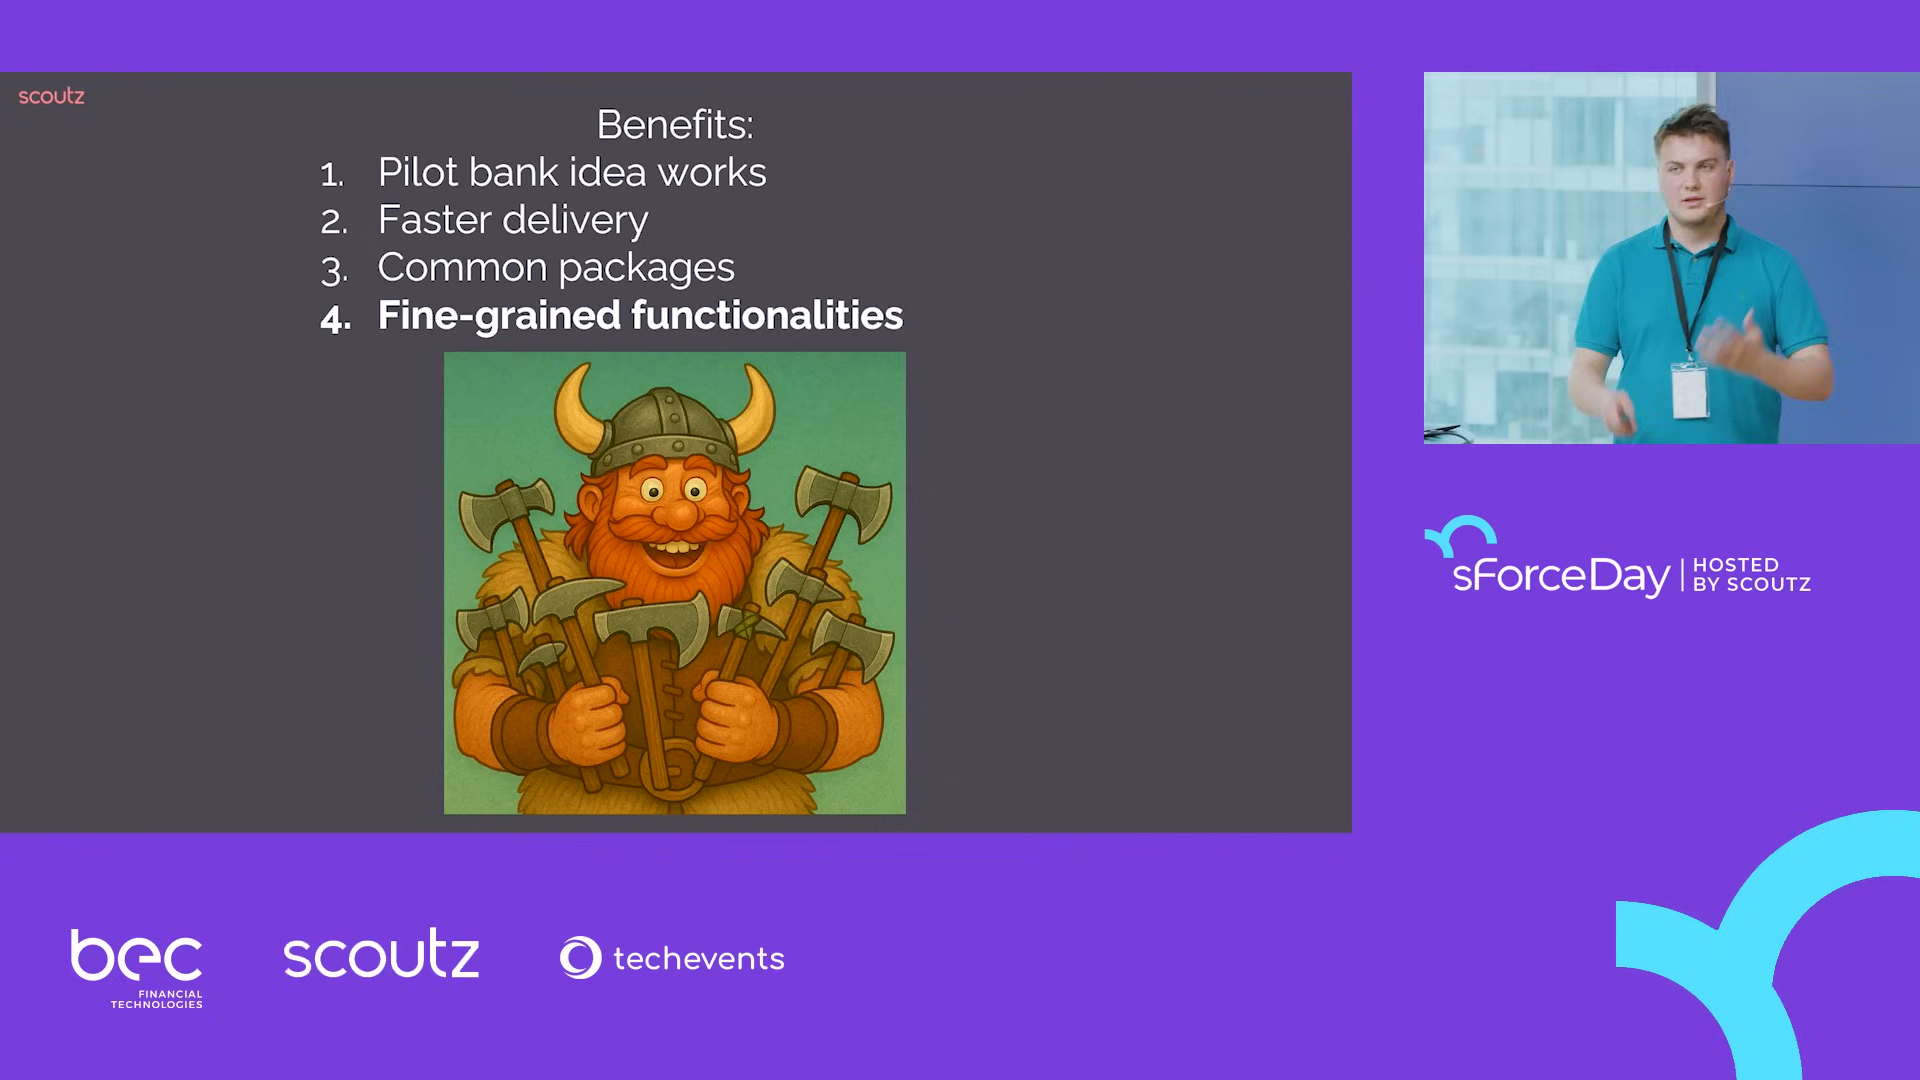 scoutz
Benefits:
1. Pilot bank idea works
2. Faster delivery
3. Common packages
4. Fine-grained functionalities
sForceDay | HOSTED
BY SCOUTZ
bec
FINANCIAL
TECHNOLOGIES
scoutz
techevents